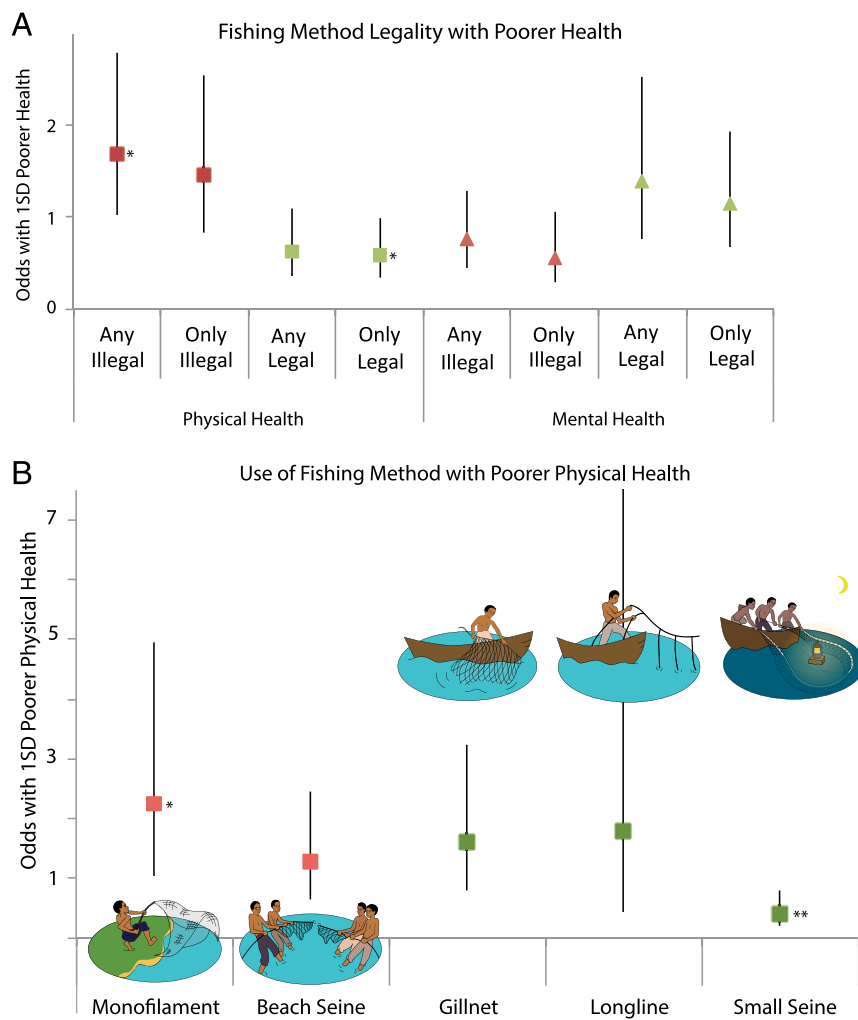 A
Fishing Method Legality with Poorer Health
Odds with 1SD Poorer Health
2
1
0
*
*
Any Illegal
Only Illegal
Any Legal
Only Legal
Any Illegal
Only Illegal
Any Legal
Only Legal
Physical Health
Mental Health
B
Use of Fishing Method with Poorer Physical Health
Odds with 1SD Poorer Physical Health
7
5
3
1
*
**
Monofilament
Beach Seine
Gillnet
Longline
Small Seine